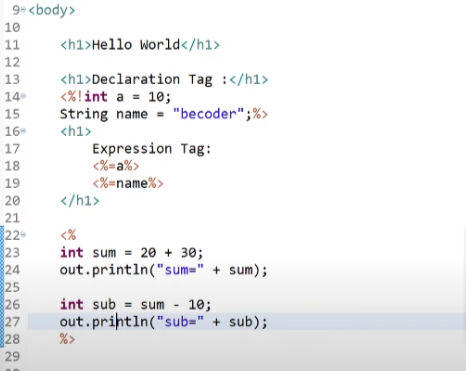 9 <body>
10
11 <h1>Hello World</h1>
12
13 <h1>Declaration Tag :</h1>
14 <%!int a = 10;
15 String name = "becoder";%>
16 <h1>
17 Expression Tag:
18 <%=a%>
19 <%=name%>
20 </h1>
21
22 <%
23 int sum = 20 + 30;
24 out.println("sum=" + sum);
25
26 int sub = sum - 10;
27 out.println("sub=" + sub);
28 %>
29